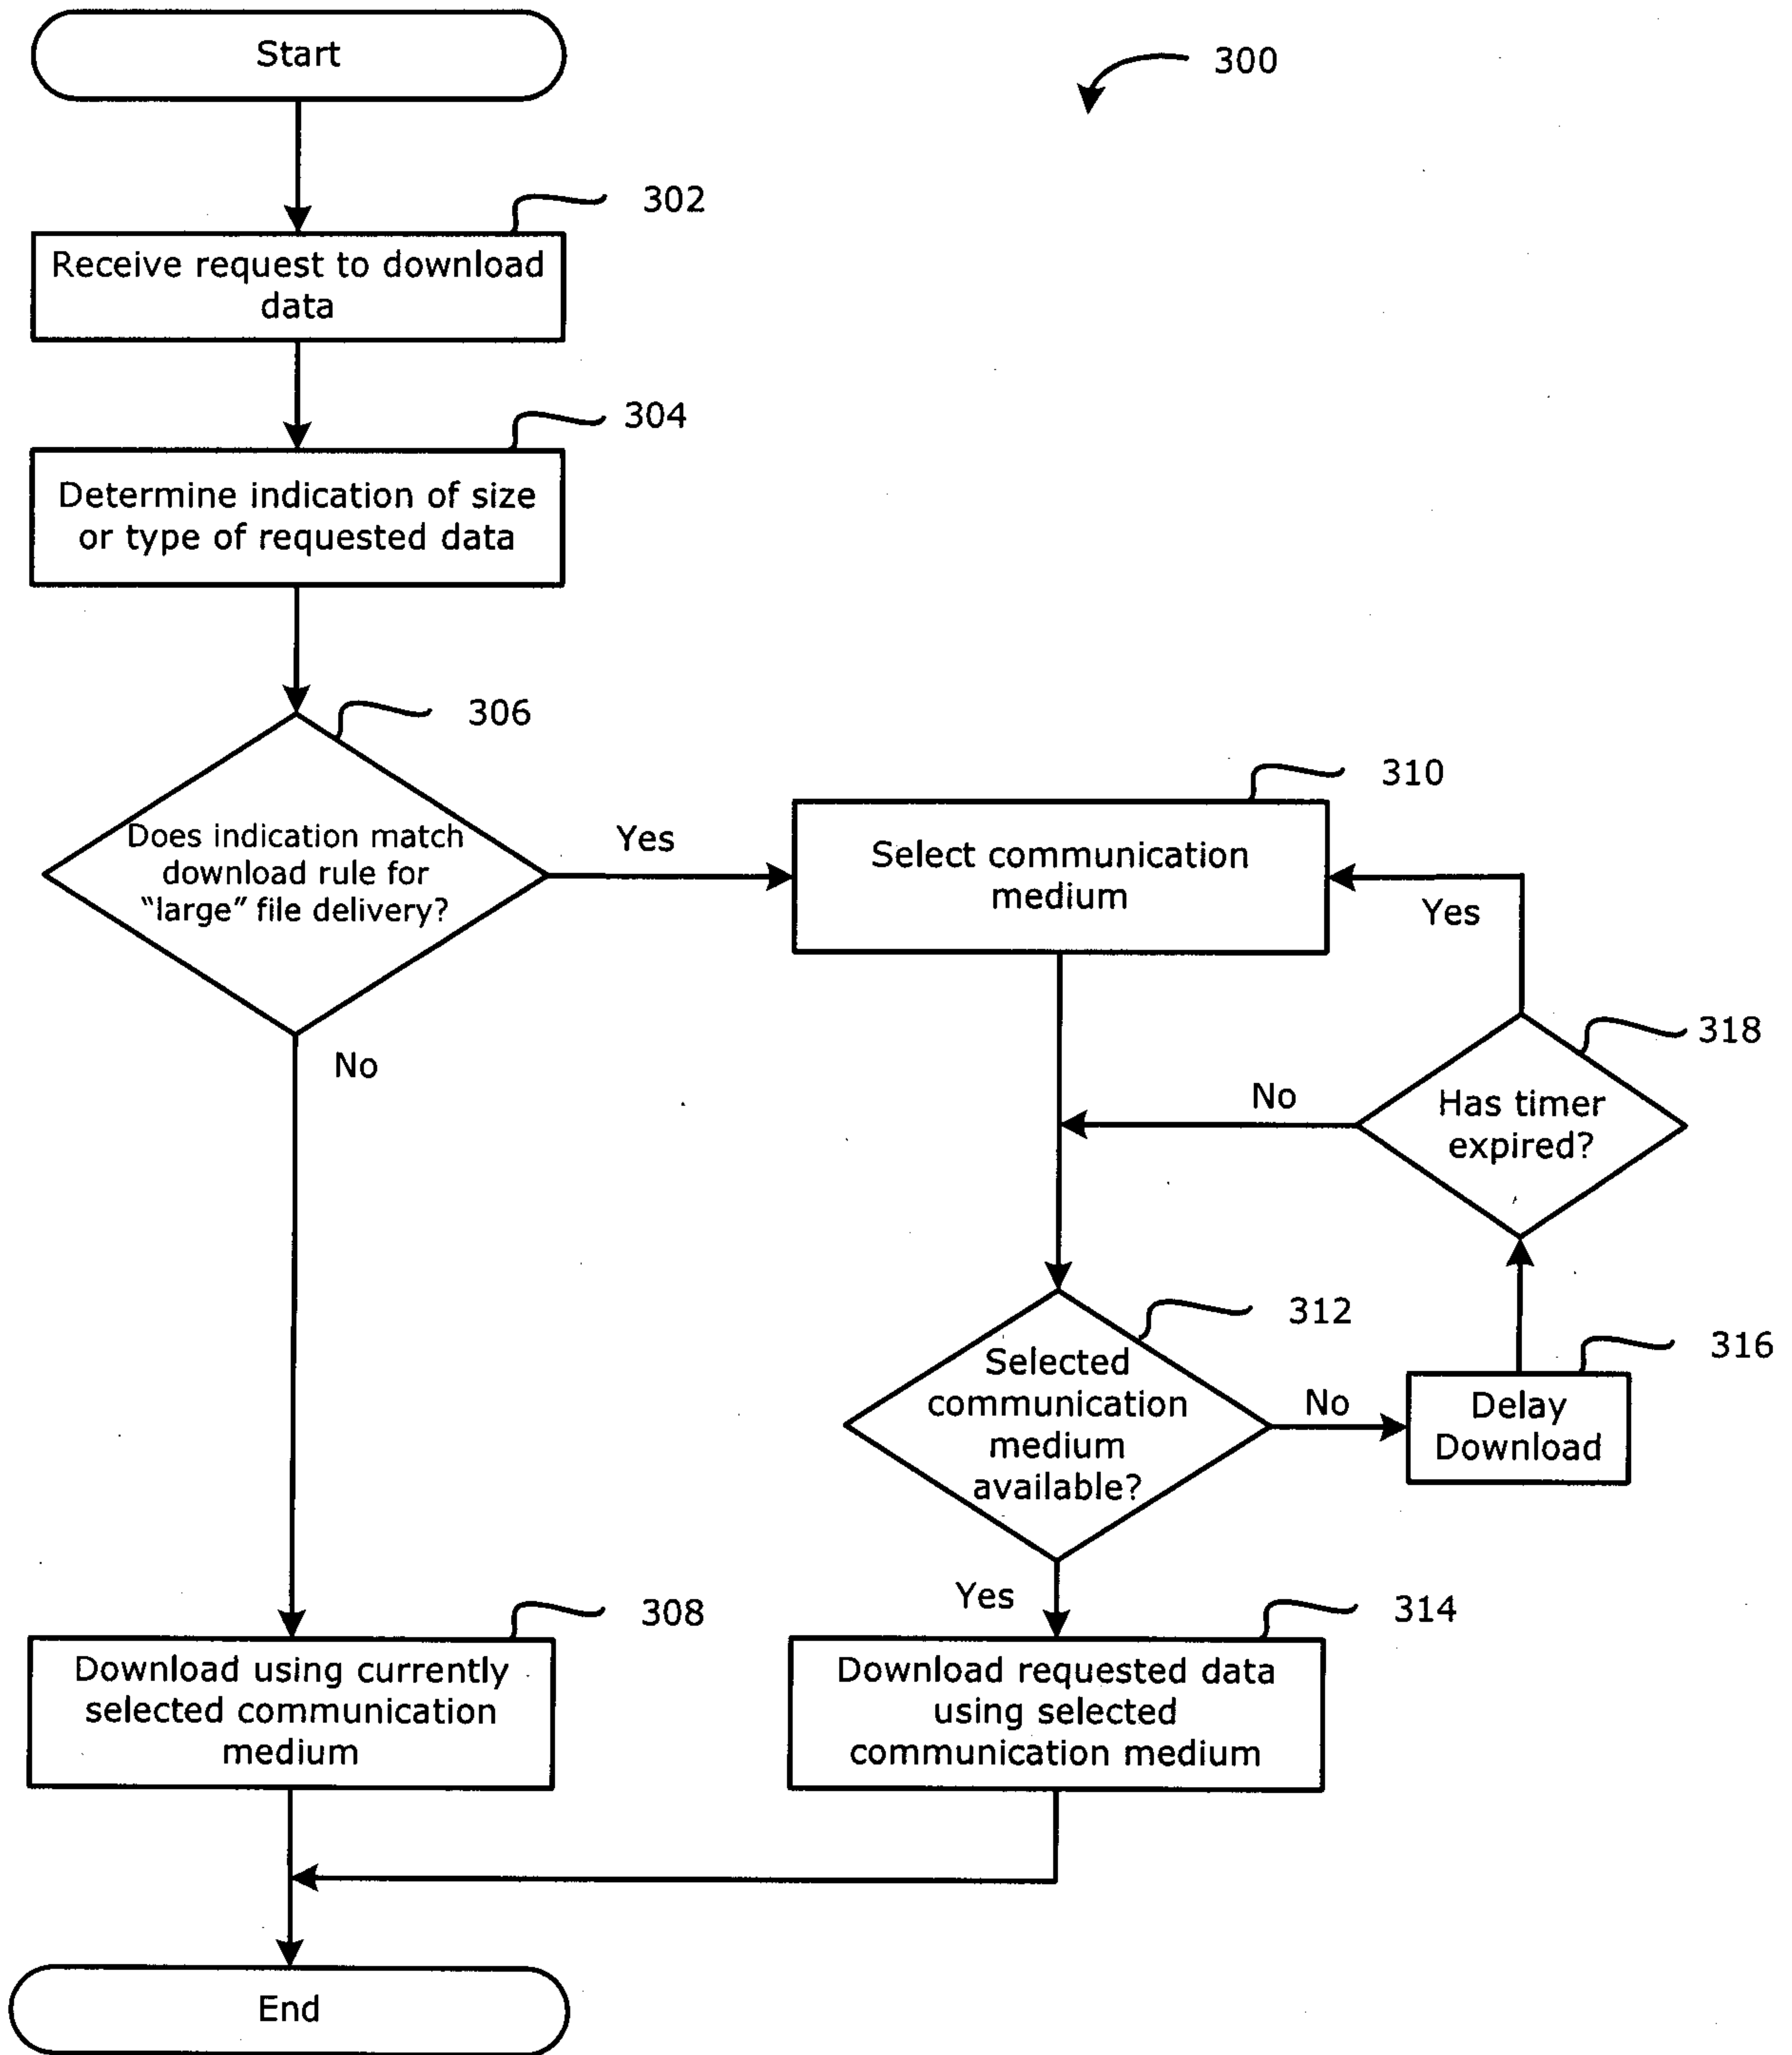 Start
300
302
Receive request to download
data
304
Determine indication of size
or type of requested data
306
Does indication match
download rule for
“large” file delivery?
Yes
No
310
Select communication
medium
Yes
318
Has timer
expired?
No
312
Selected
communication
medium
available?
No
316
Delay
Download
Yes
308
Download using currently
selected communication
medium
314
Download requested data
using selected
communication medium
End